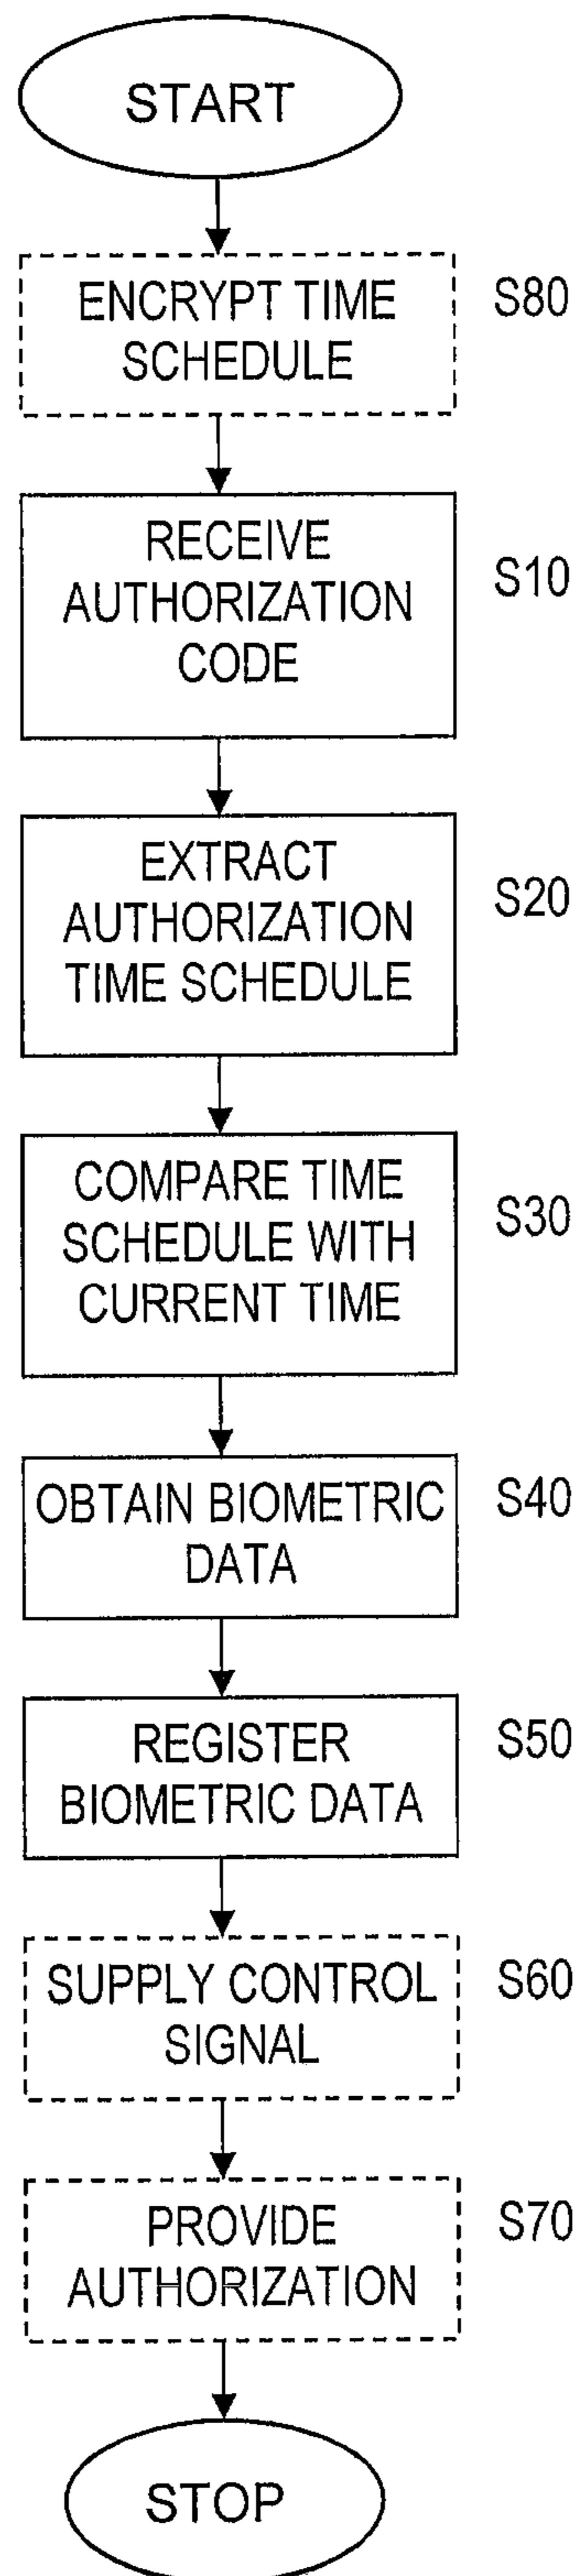 START
ENCRYPT TIME
SCHEDULE
S80
RECEIVE
AUTHORIZATION
CODE
S10
EXTRACT
AUTHORIZATION
TIME SCHEDULE
S20
COMPARE TIME
SCHEDULE WITH
CURRENT TIME
S30
OBTAIN BIOMETRIC
DATA
S40
REGISTER
BIOMETRIC DATA
S50
SUPPLY CONTROL
SIGNAL
S60
PROVIDE
AUTHORIZATION
S70
STOP